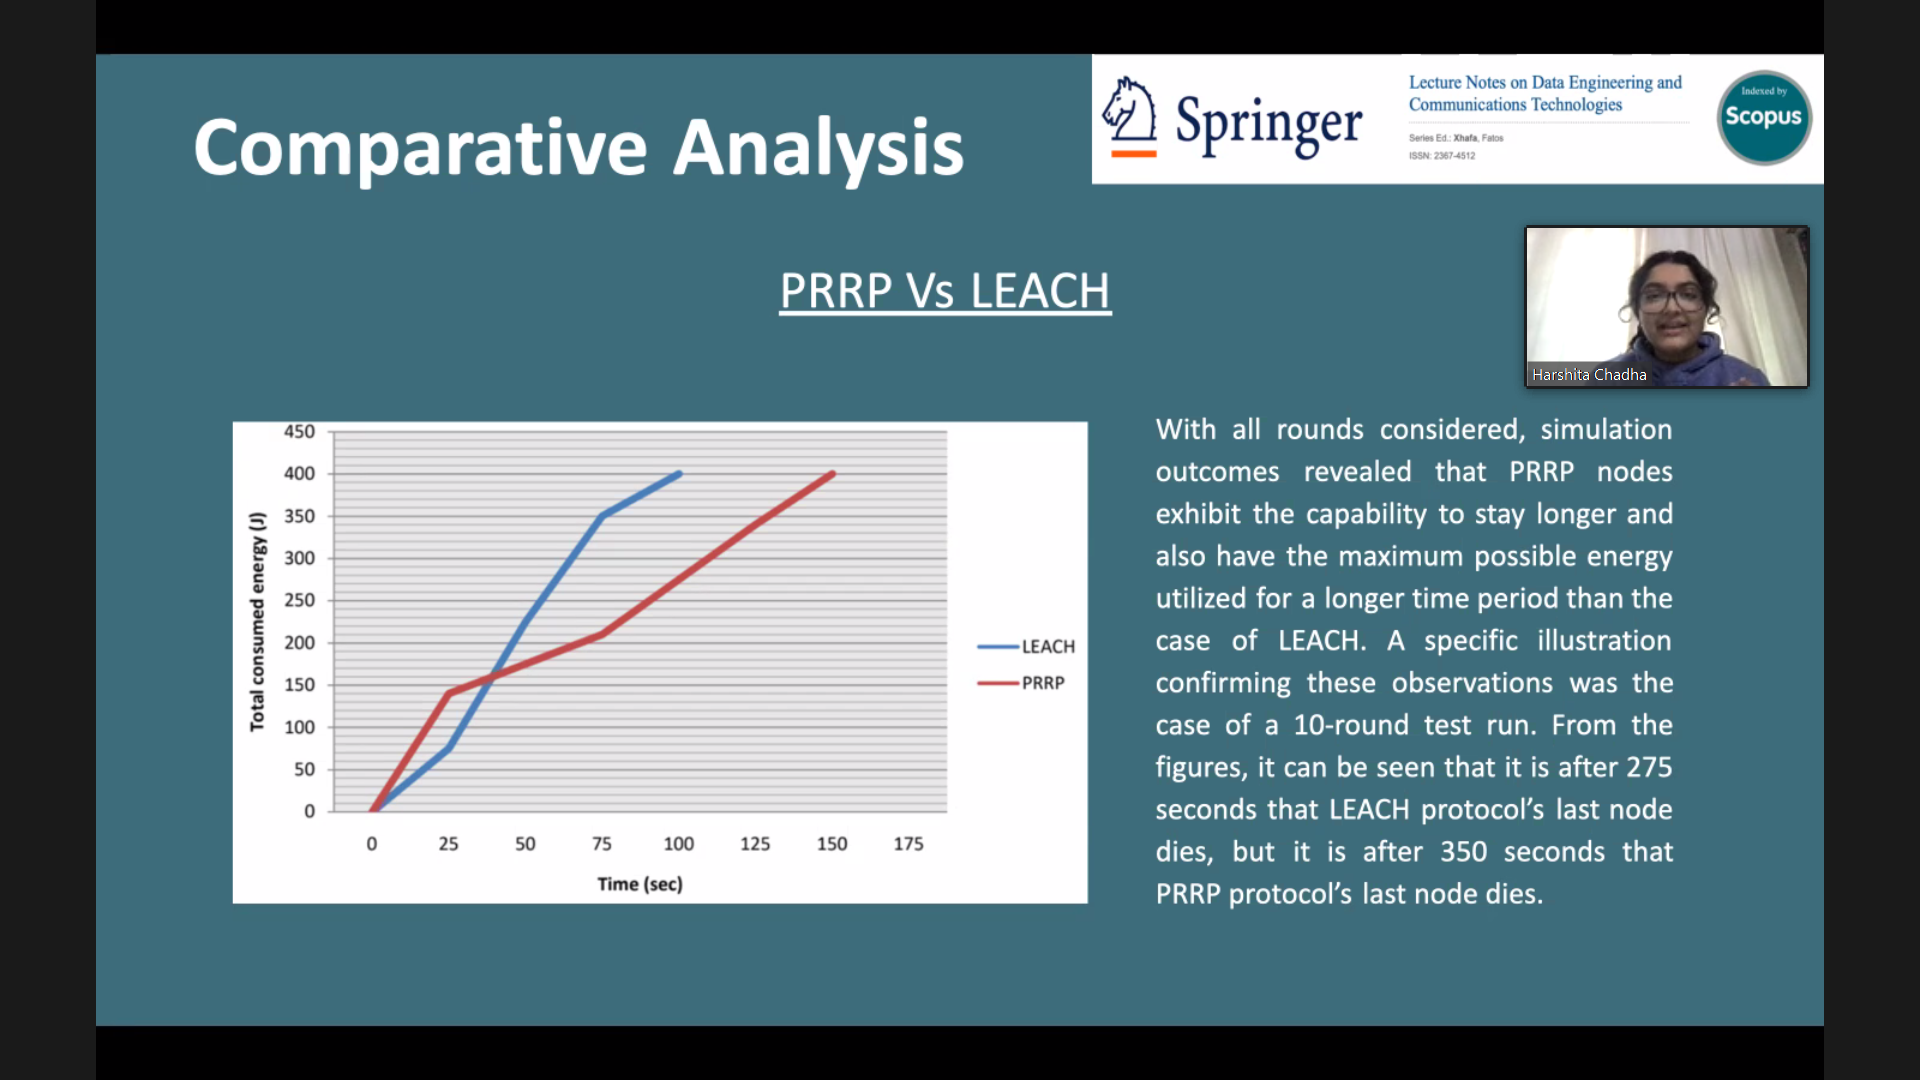 Comparative Analysis
Springer
Lecture Notes on Data Engineering and
Communications Technologies
Series Ed.: Xhafa, Fatos
ISSN: 2367-4512
Indexed by
Scopus
PRRP Vs LEACH
Harshita Chadha
450
400
350
300
250
200
150
100
50
0
Total consumed energy (J)
0 25 50 75 100 125 150 175
Time (sec)
LEACH
PRRP
With all rounds considered, simulation
outcomes revealed that PRRP nodes
exhibit the capability to stay longer and
also have the maximum possible energy
utilized for a longer time period than the
case of LEACH. A specific illustration
confirming these observations was the
case of a 10-round test run. From the
figures, it can be seen that it is after 275
seconds that LEACH protocol’s last node
dies, but it is after 350 seconds that
PRRP protocol’s last node dies.